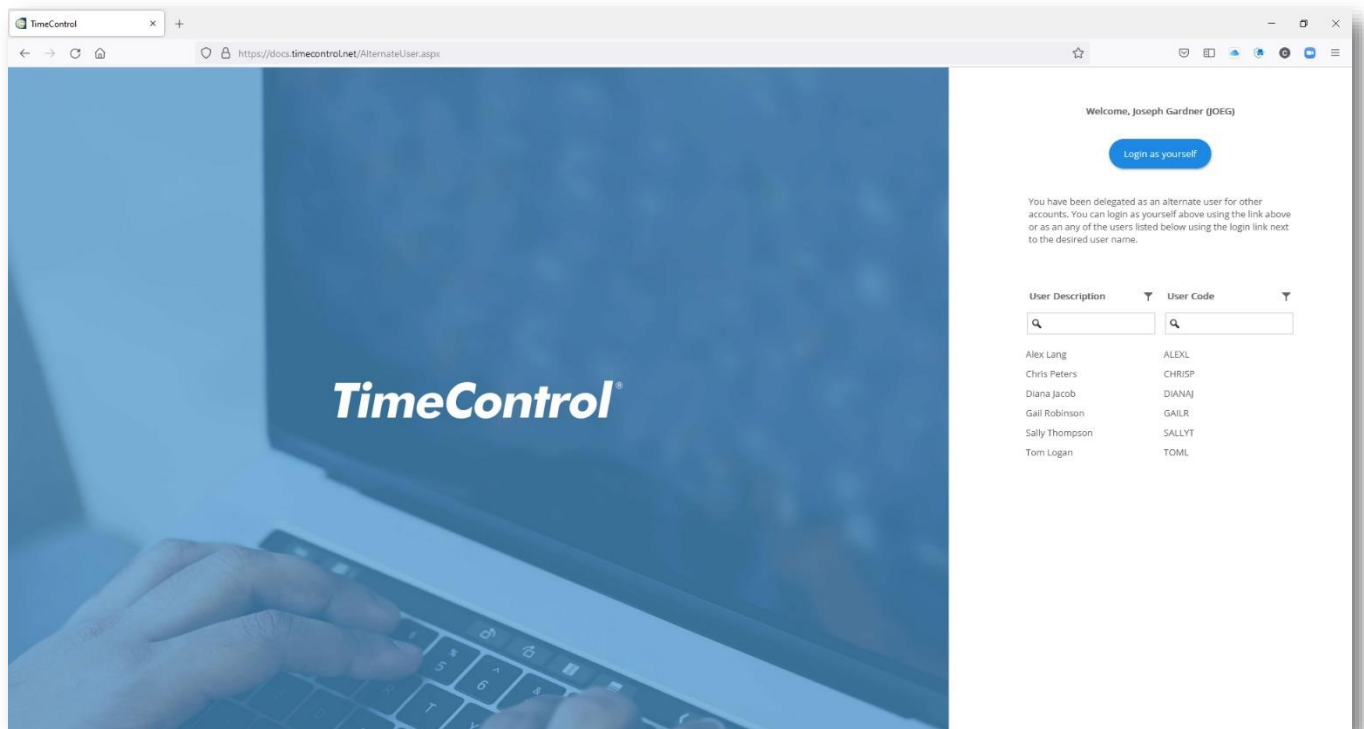 TimeControl
https://docs.timecontrol.net/AlternateUser.aspx
Welcome, Joseph Gardner (JOEG)
Login as yourself
You have been delegated as an alternate user for other
accounts. You can login as yourself above using the link above
or as an any of the users listed below using the login link next
to the desired user name.
User Description User Code
Alex Lang ALEXL
Chris Peters CHRISP
Diana Jacob DIANAJ
Gail Robinson GAILR
Sally Thompson SALLYT
Tom Logan TOML
TimeControl®
% 5
^ 6
&
T
Y